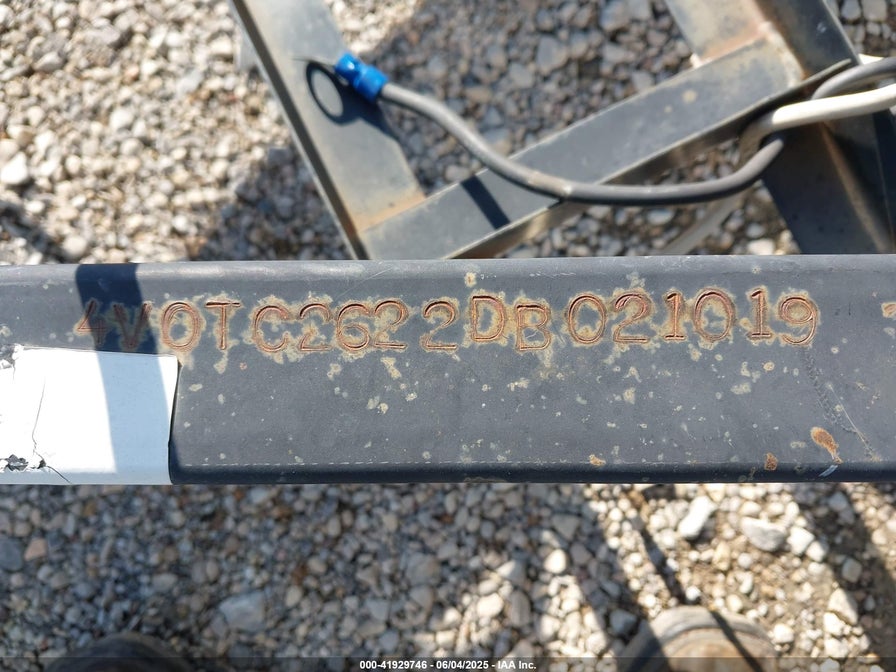 4V0TC2622DB021019
000-41929746 - 06/04/2025 - IAA Inc.